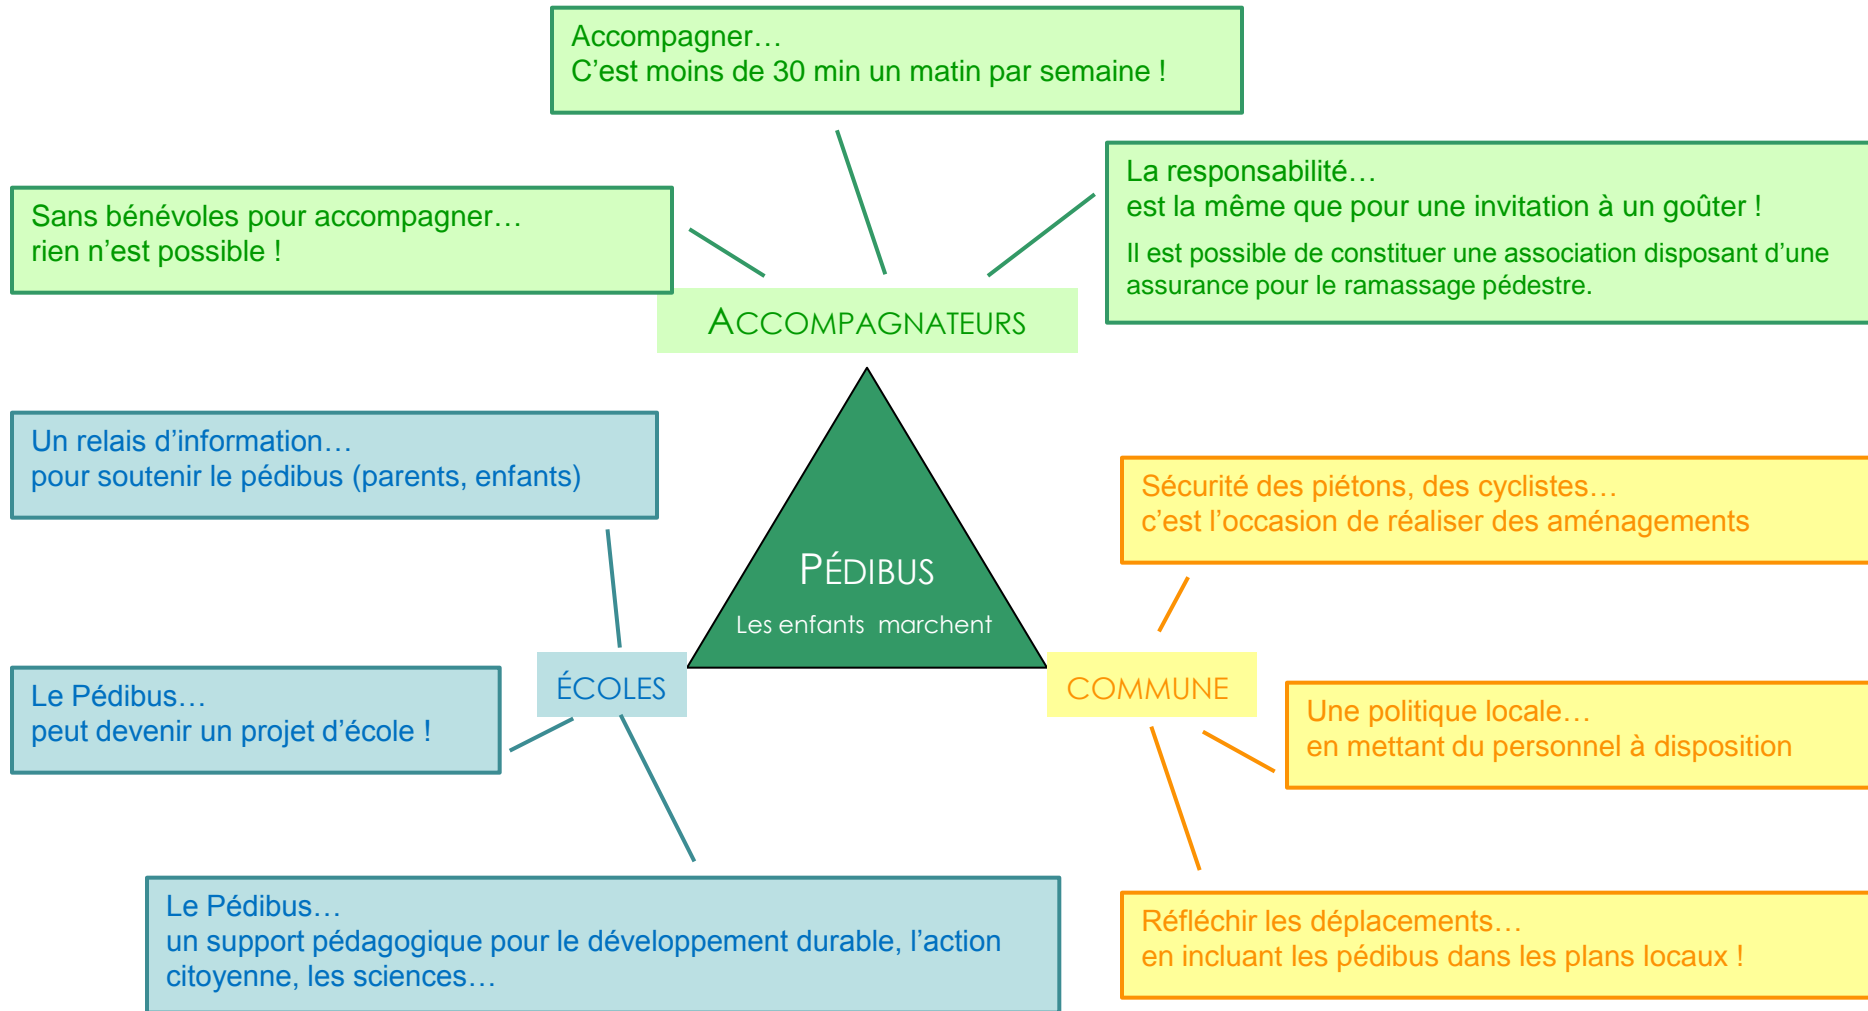 Accompagner…
C’est moins de 30 min un matin par semaine !
La responsabilité…
est la même que pour une invitation à un goûter !
Il est possible de constituer une association disposant d’une
assurance pour le ramassage pédestre.
Sans bénévoles pour accompagner…
rien n’est possible !
ACCOMPAGNATEURS
Un relais d’information…
pour soutenir le pédibus (parents, enfants)
Sécurité des piétons, des cyclistes…
c’est l’occasion de réaliser des aménagements
PÉDIBUS
Les enfants marchent
ÉCOLES
COMMUNE
Le Pédibus…
peut devenir un projet d’école !
Une politique locale…
en mettant du personnel à disposition
Le Pédibus…
un support pédagogique pour le développement durable, l’action
citoyenne, les sciences…
Réfléchir les déplacements…
en incluant les pédibus dans les plans locaux !